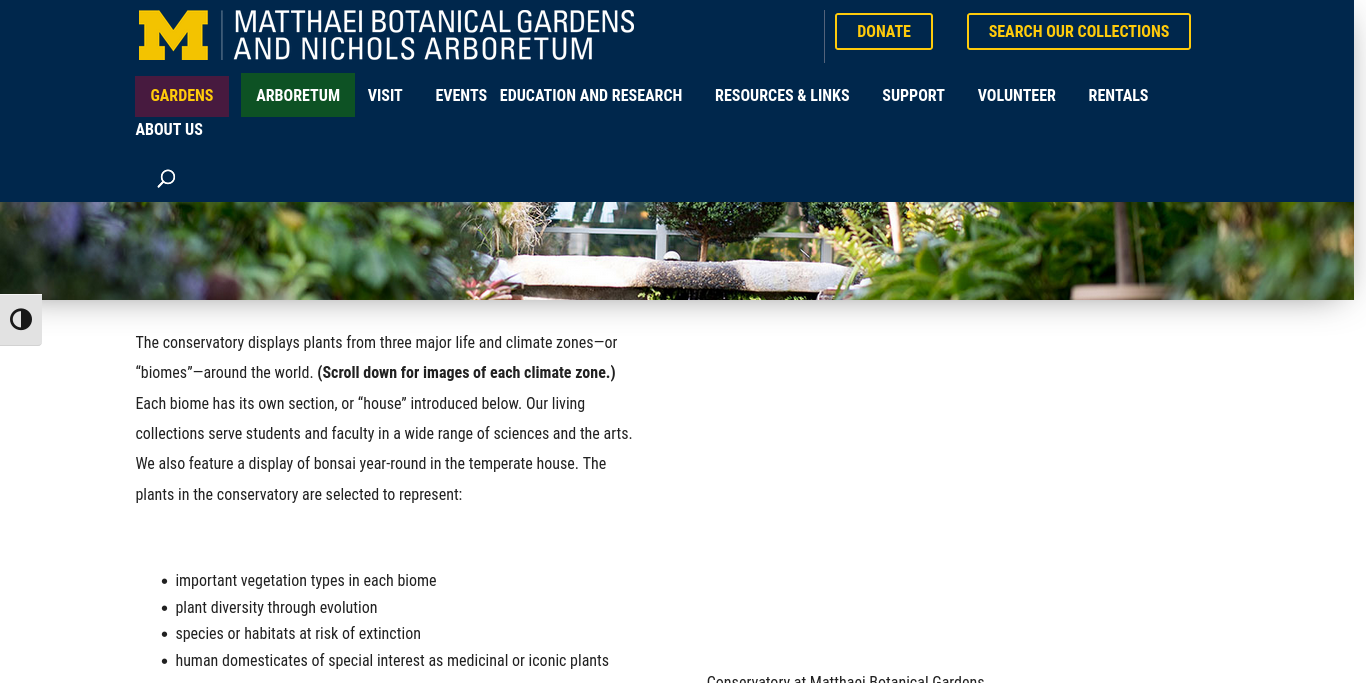 MATTHAEI BOTANICAL GARDENS
AND NICHOLS ARBORETUM
DONATE
SEARCH OUR COLLECTIONS
GARDENS ARBORETUM VISIT EVENTS EDUCATION AND RESEARCH RESOURCES & LINKS SUPPORT VOLUNTEER RENTALS
ABOUT US
The conservatory displays plants from three major life and climate zones—or
“biomes”—around the world. (Scroll down for images of each climate zone.)
Each biome has its own section, or “house” introduced below. Our living
collections serve students and faculty in a wide range of sciences and the arts.
We also feature a display of bonsai year-round in the temperate house. The
plants in the conservatory are selected to represent:
• important vegetation types in each biome
• plant diversity through evolution
• species or habitats at risk of extinction
• human domesticates of special interest as medicinal or iconic plants
Conservatory at Matthaei Botanical Gardens